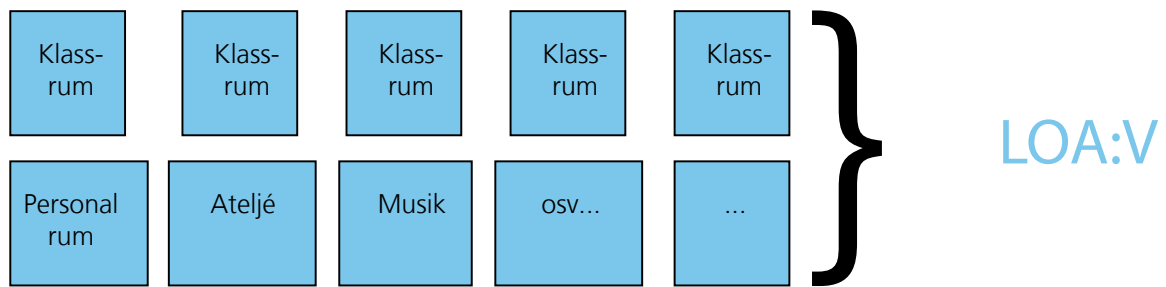 Klass-
rum
Klass-
rum
Klass-
rum
Klass-
rum
Klass-
rum
Personal
rum
Ateljé
Musik
osv...
...
LOA:V